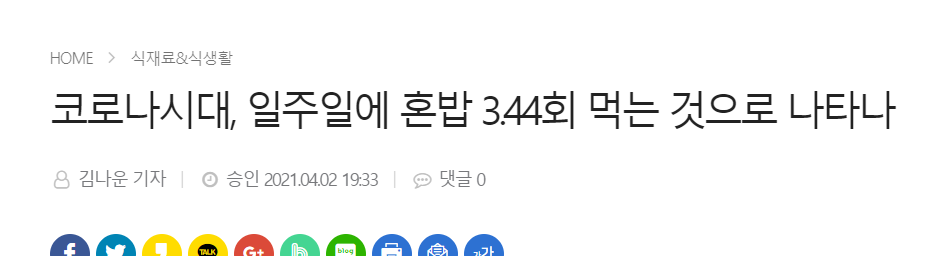 HOME > 식재료&식생활
코로나시대, 일주일에 혼밥 3.44회 먹는 것으로 나타나
김나운 기자 | 승인 2021.04.02 19:33 | 댓글 0
f TALK G+ b blog 가가